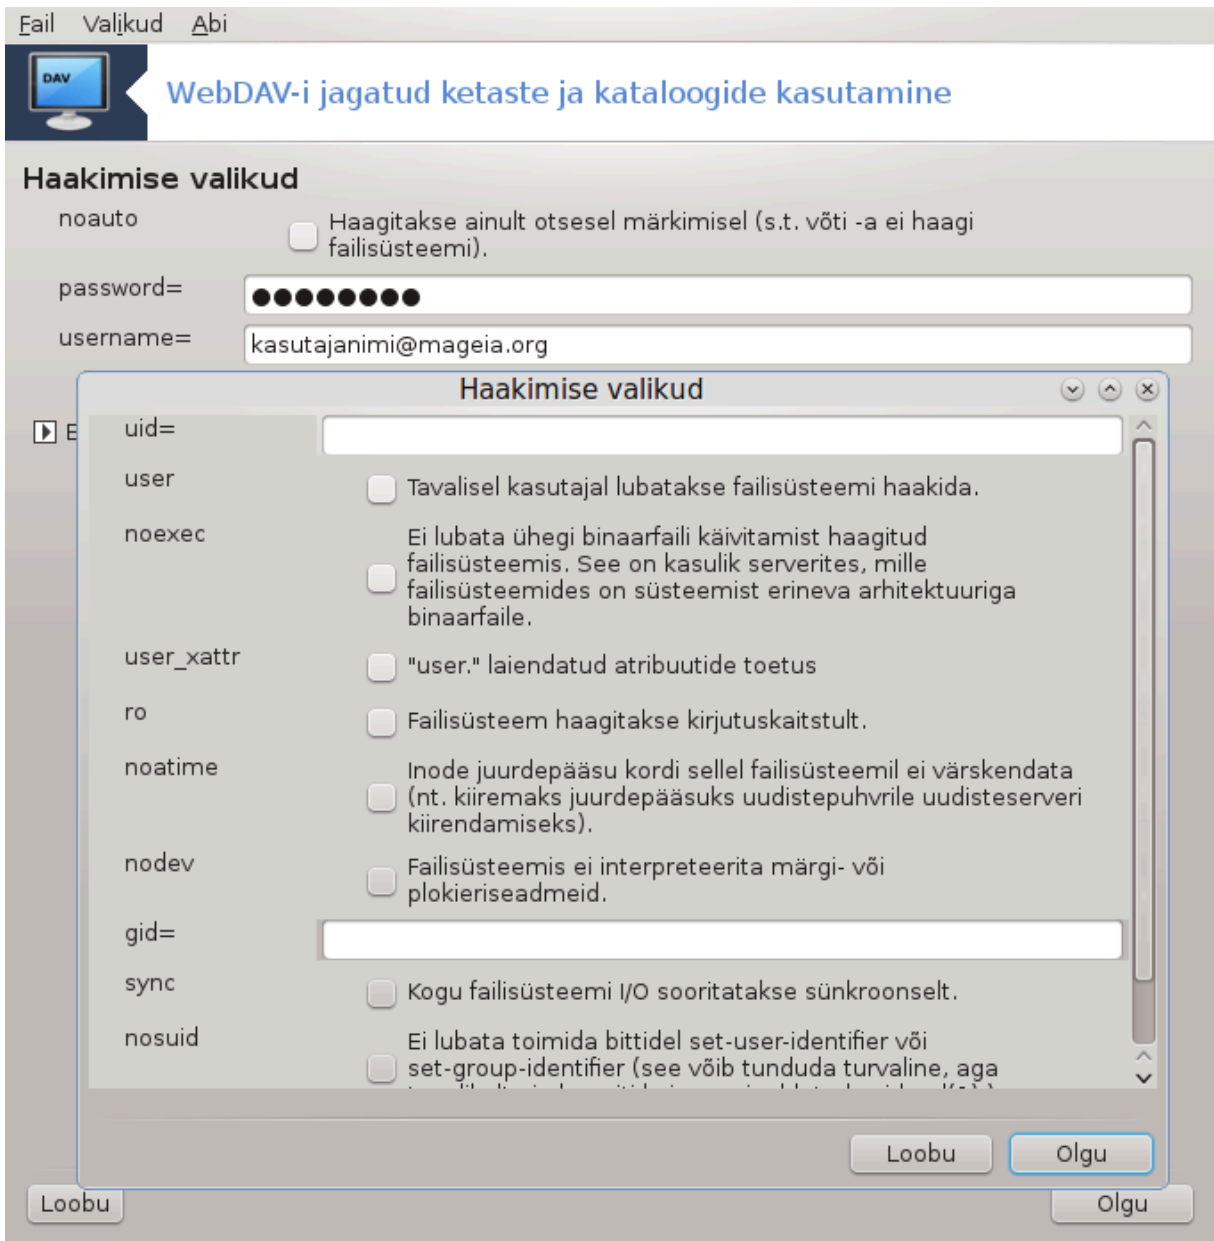 Fail Valikud Abi
DAV
WebDAV-i jagatud ketaste ja kataloogide kasutamine
Haakimise valikud
noauto
Haagitakse ainult otsesel märkimisel (s.t. võti -a ei haagi
failisüsteemi).
password=
username=
kasutajanimi@mageia.org
Haakimise valikud
uid=
user
Tavalisel kasutajal lubatakse failisüsteemi haakida.
noexec
Ei lubata ühegi binaarfaili käivitamist haagitud
failisüsteemis. See on kasulik serverites, mille
failisüsteemides on süsteemist erineva arhitektuuriga
binaarfaile.
user_xattr
"user." laiendatud atribuutide toetus
ro
Failisüsteem haagitakse kirjutuskaitstult.
noatime
Inode juurdepääsu kordi sellel failisüsteemil ei värskendata
(nt. kiiremaks juurdepääsuks uudistepuhvrile uudisteserveri
kiirendamiseks).
nodev
Failisüsteemis ei interpreteerita märgi- või
plokieriseadmeid.
gid=
sync
Kogu failisüsteemi I/O sooritatakse sünkroonselt.
nosuid
Ei lubata toimida bittidel set-user-identifier või
set-group-identifier (see võib tunduda turvaline, aga
Loobu Olgu
Loobu Olgu